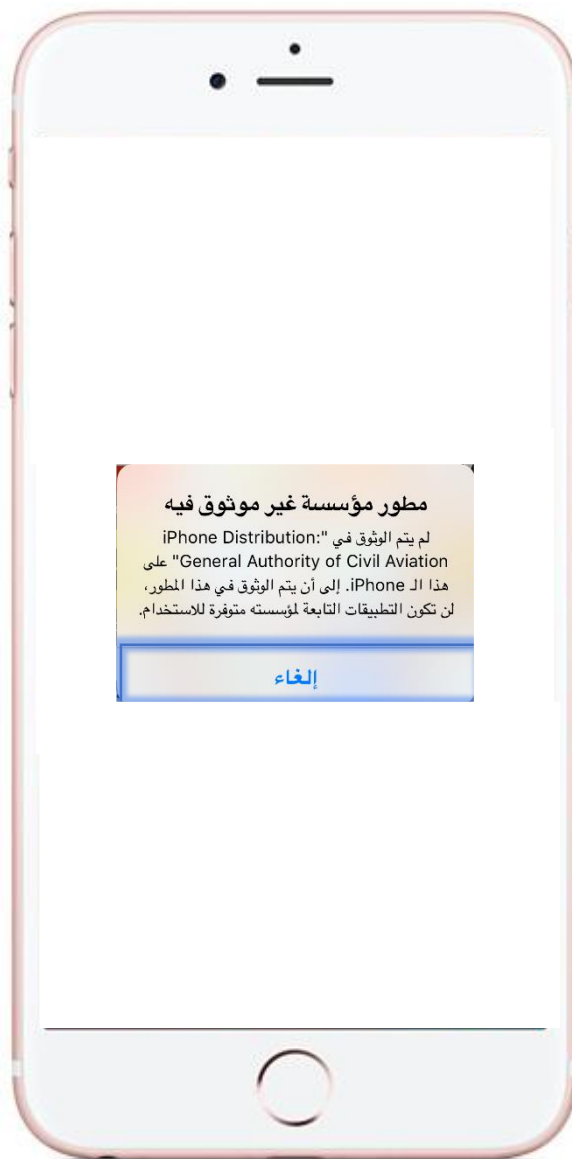 مطور مؤسسة غير موثوق فيه
لم يتم الوثوق في "iPhone Distribution:
General Authority of Civil Aviation" على
هذا الـ iPhone. إلى أن يتم الوثوق في هذا المطور،
لن تكون التطبيقات التابعة لمؤسسته متوفرة للاستخدام.
إلغاء